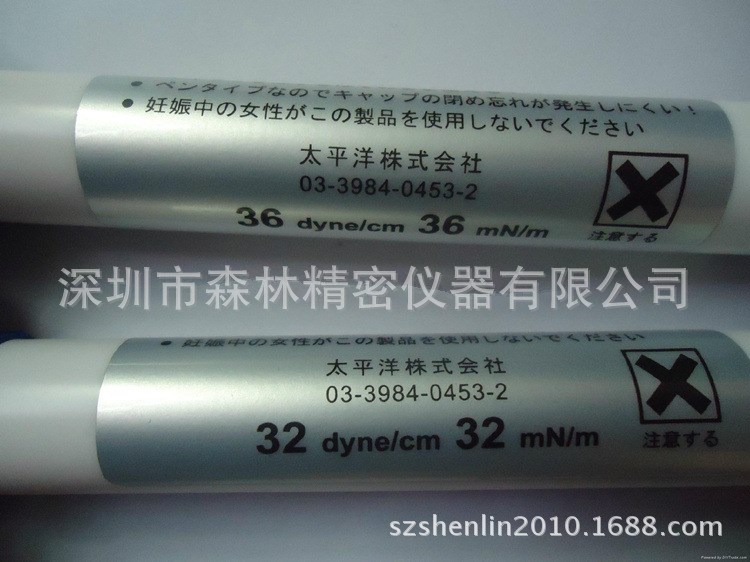 ● ペンタイプなのでキャップの閉め忘れが発生しにくい!
● 妊娠中の女性がこの製品を使用しないでください
太平洋株式会社
03-3984-0453-2
36 dyne/cm 36 mN/m
注意する
深圳市森林精密仪器有限公司
● 妊娠中の女性がこの製品を使用しないでください
太平洋株式会社
03-3984-0453-2
32 dyne/cm 32 mN/m
注意する
szshenlin2010.1688.com